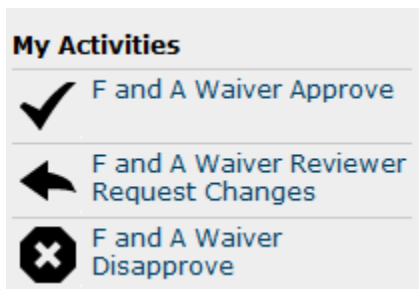 My Activities
F and A Waiver Approve
F and A Waiver Reviewer
Request Changes
F and A Waiver
Disapprove